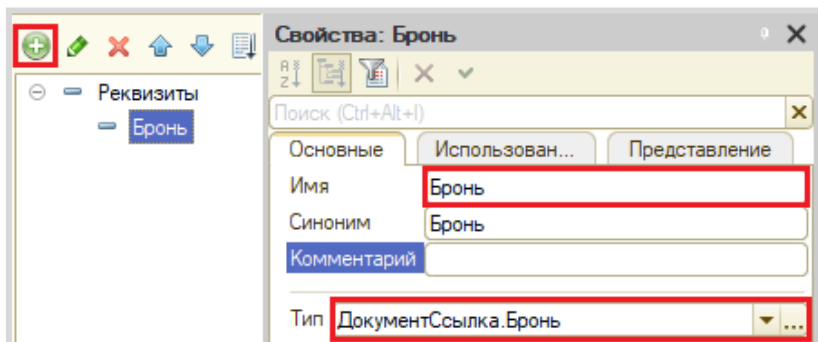 Свойства: Бронь
Реквизиты
Бронь
Поиск (Ctrl+Alt+I)
Основные Использован... Представление
Имя Бронь
Синоним Бронь
Комментарий
Тип ДокументСсылка.Бронь ...